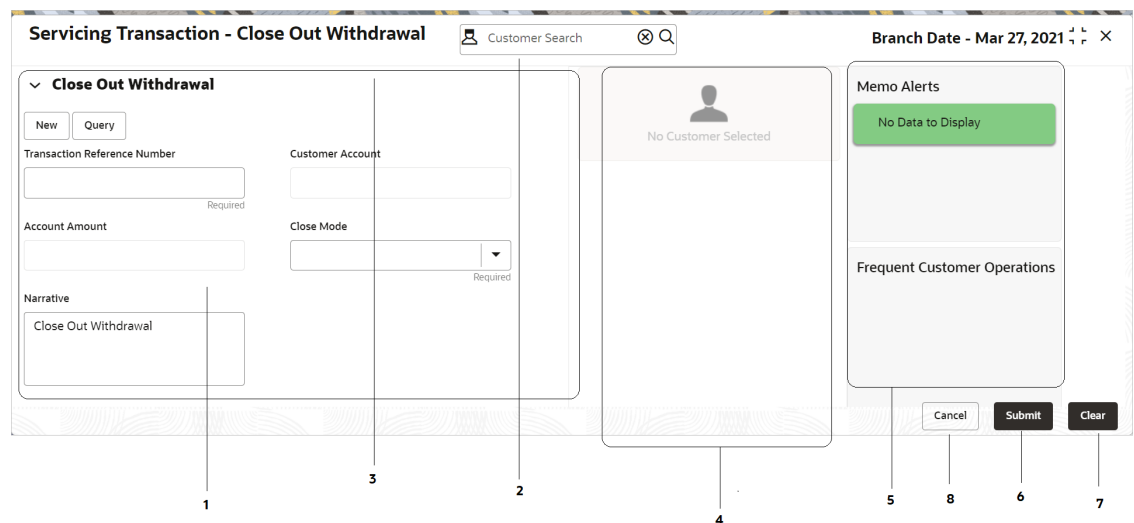 Servicing Transaction - Close Out Withdrawal
Customer Search
Branch Date - Mar 27, 2021
Close Out Withdrawal
New
Query
Transaction Reference Number
Customer Account
Required
Account Amount
Close Mode
Required
Narrative
Close Out Withdrawal
No Customer Selected
Memo Alerts
No Data to Display
Frequent Customer Operations
Cancel
Submit
Clear
1
3
2
4
5
8
6
7